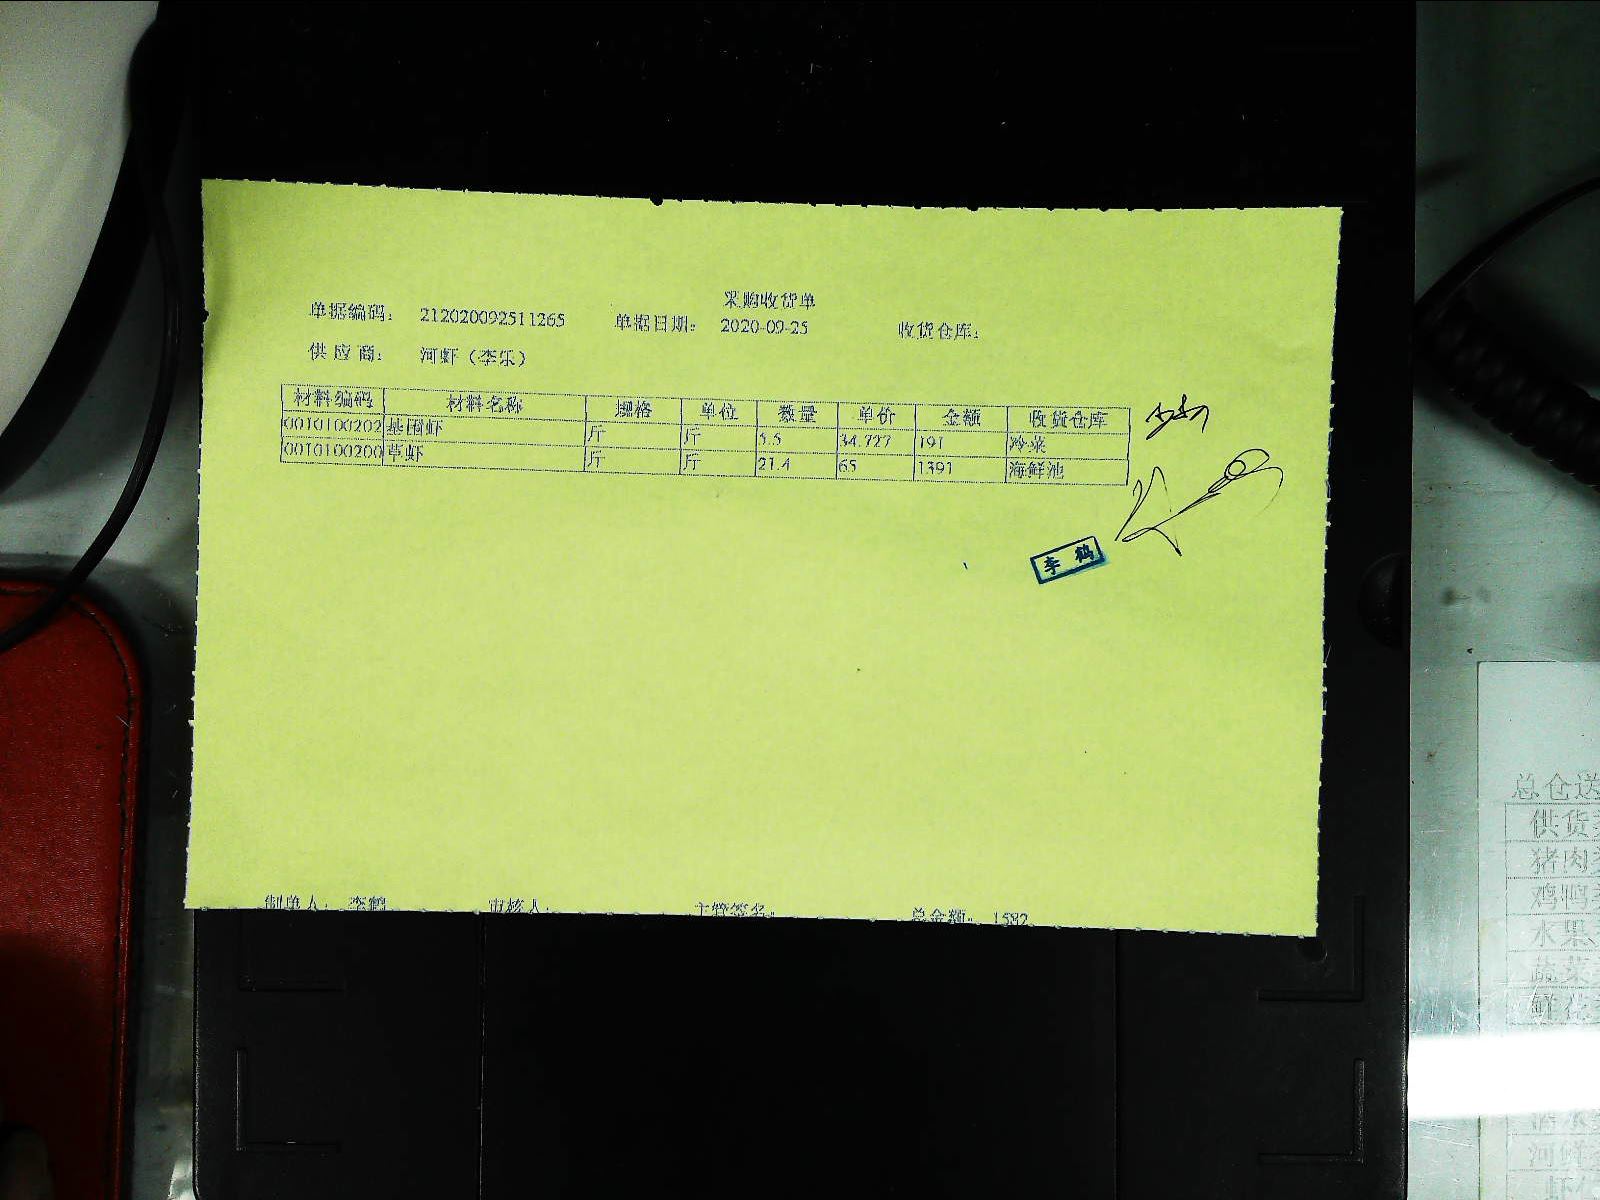 采购收货单
单据编码： 212020092511265 单据日期： 2020-09-25 收货仓库：
供 应 商： 河虾（李乐）
材料编码 材料名称 规格 单位 数量 单价 金额 收货仓库
0010100202 基围虾 斤 斤 5.5 34.727 191 冷菜
0010100200 草虾 斤 斤 21.4 65 1391 海鲜池
李 鹤
制单人： 李鹤 审核人： 主管签名： 总金额： 1582
总仓送
供货
猪肉
鸡鸭
水果
蔬菜
鲜花
酒水
河鲜
虾